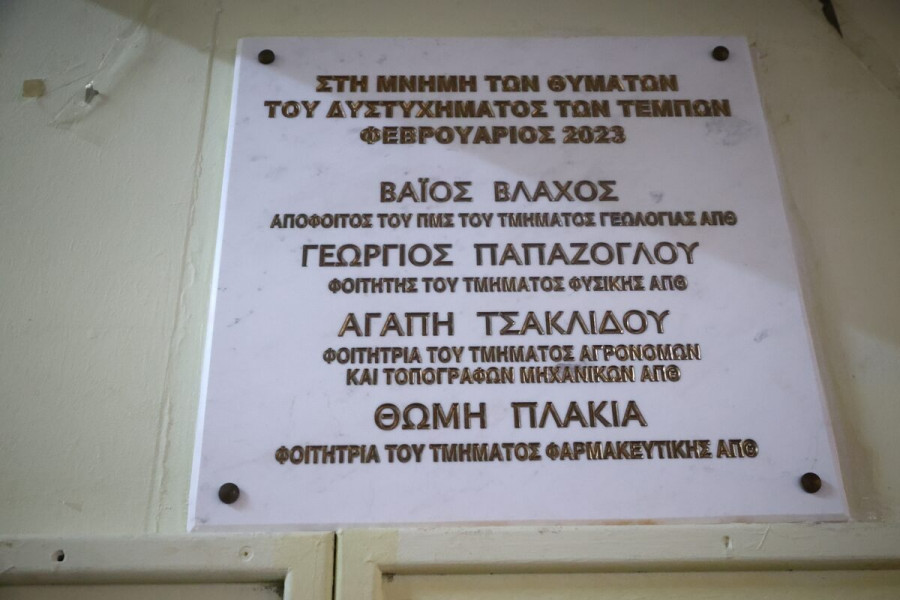 ΣΤΗ ΜΝΗΜΗ ΤΩΝ ΘΥΜΑΤΩΝ
ΤΟΥ ΔΥΣΤΥΧΗΜΑΤΟΣ ΤΩΝ ΤΕΜΠΩΝ
ΦΕΒΡΟΥΑΡΙΟΣ 2023
ΒΑΪΟΣ ΒΛΑΧΟΣ
ΑΠΟΦΟΙΤΟΣ ΤΟΥ ΠΜΣ ΤΟΥ ΤΜΗΜΑΤΟΣ ΓΕΩΛΟΓΙΑΣ ΑΠΘ
ΓΕΩΡΓΙΟΣ ΠΑΠΑΖΟΓΛΟΥ
ΦΟΙΤΗΤΗΣ ΤΟΥ ΤΜΗΜΑΤΟΣ ΦΥΣΙΚΗΣ ΑΠΘ
ΑΓΑΠΗ ΤΣΑΚΛΙΔΟΥ
ΦΟΙΤΗΤΡΙΑ ΤΟΥ ΤΜΗΜΑΤΟΣ ΑΓΡΟΝΟΜΩΝ
ΚΑΙ ΤΟΠΟΓΡΑΦΩΝ ΜΗΧΑΝΙΚΩΝ ΑΠΘ
ΘΩΜΗ ΠΛΑΚΙΑ
ΦΟΙΤΗΤΡΙΑ ΤΟΥ ΤΜΗΜΑΤΟΣ ΦΑΡΜΑΚΕΥΤΙΚΗΣ ΑΠΘ